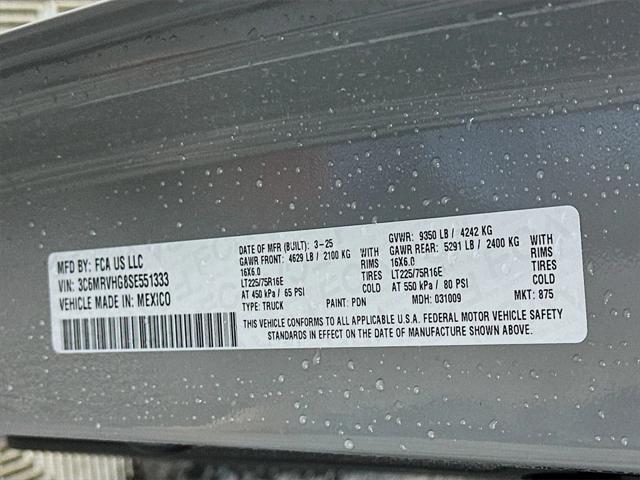 MFD BY: FCA US LLC
VIN: 3C6MRVHG8SE551333
VEHICLE MADE IN: MEXICO
DATE OF MFR (BUILT): 3-25
GAWR FRONT: 4629 LB / 2100 KG WITH
16X6.0 RIMS
LT225/75R16E
AT 450 kPa / 65 PSI COLD
TYPE: TRUCK PAINT: PDN
GVWR: 9350 LB / 4242 KG
GAWR REAR: 5291 LB / 2400 KG WITH
16X6.0 RIMS
LT225/75R16E
AT 550 kPa / 80 PSI COLD
MDH: 031009 MKT: 875
THIS VEHICLE CONFORMS TO ALL APPLICABLE U.S.A. FEDERAL MOTOR VEHICLE SAFETY
STANDARDS IN EFFECT ON THE DATE OF MANUFACTURE SHOWN ABOVE.